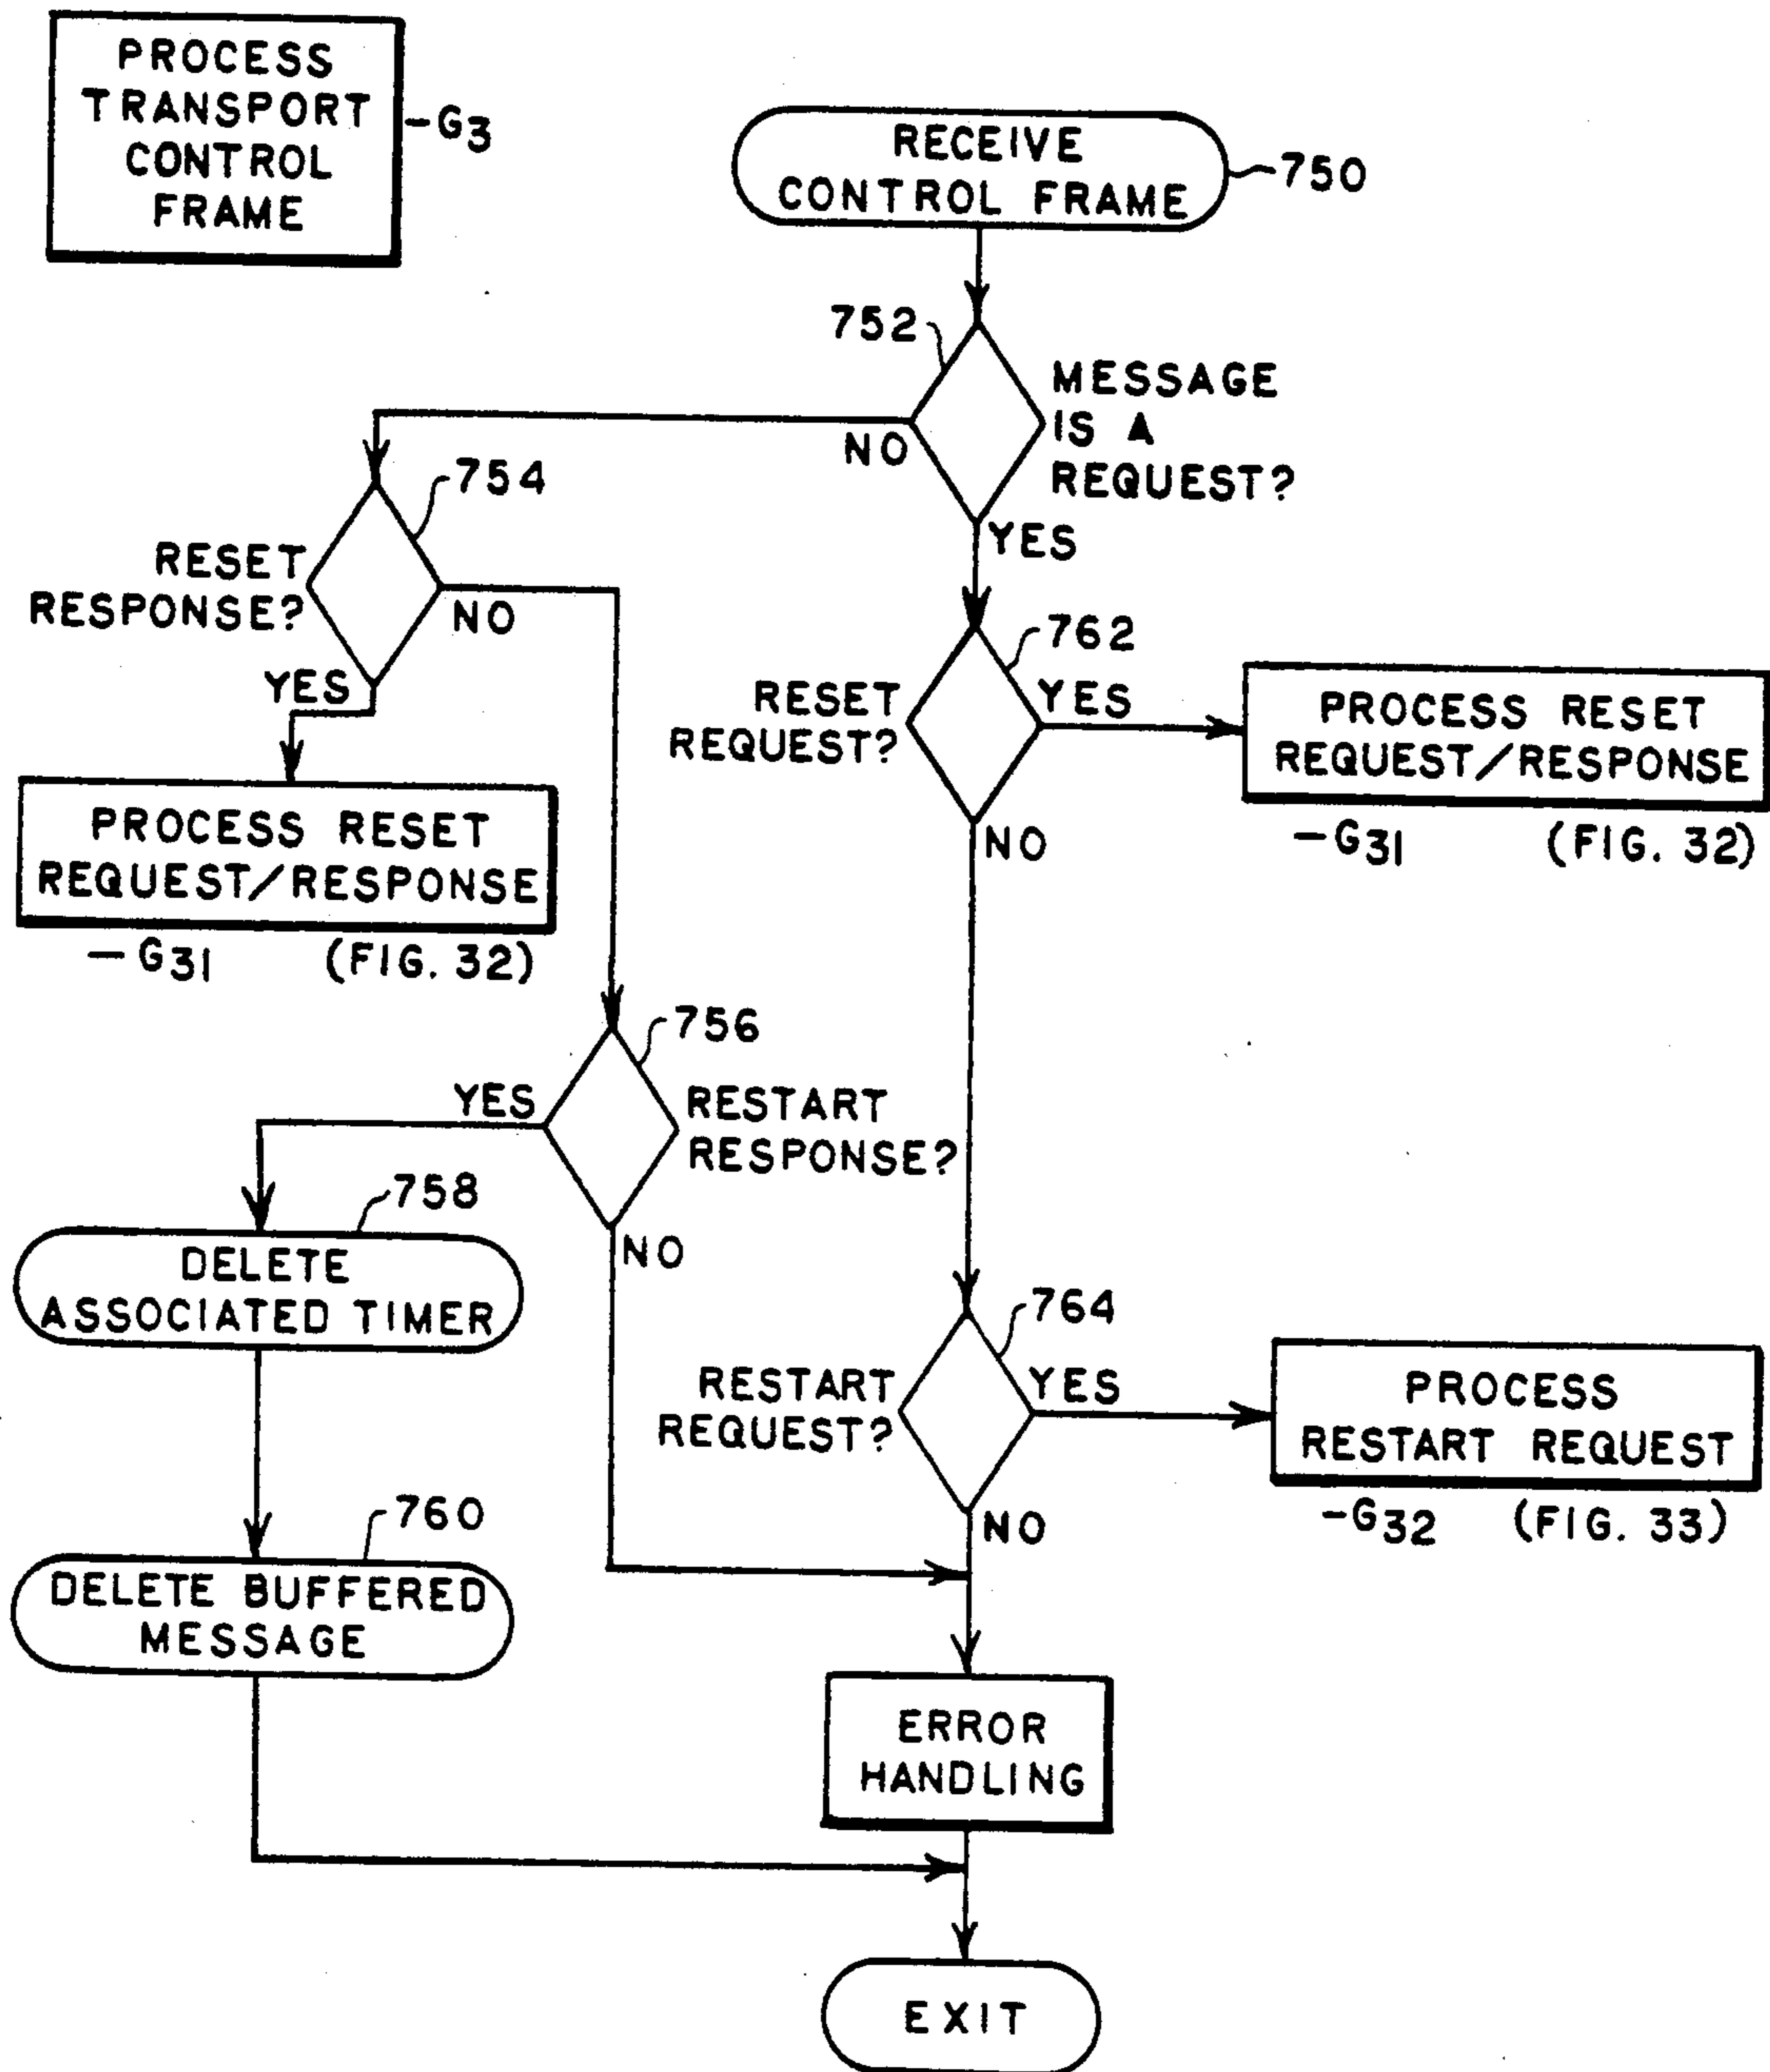 PROCESS
TRANSPORT
CONTROL
FRAME
-G3
RECEIVE
CONTROL FRAME
750
752
MESSAGE
IS A
REQUEST?
NO
YES
754
RESET
RESPONSE?
NO
YES
762
RESET
REQUEST?
YES
NO
PROCESS RESET
REQUEST/RESPONSE
-G31 (FIG. 32)
PROCESS RESET
REQUEST/RESPONSE
-G31 (FIG. 32)
756
YES
RESTART
RESPONSE?
NO
758
DELETE
ASSOCIATED TIMER
764
RESTART
REQUEST?
YES
NO
PROCESS
RESTART REQUEST
-G32 (FIG. 33)
760
DELETE BUFFERED
MESSAGE
ERROR
HANDLING
EXIT